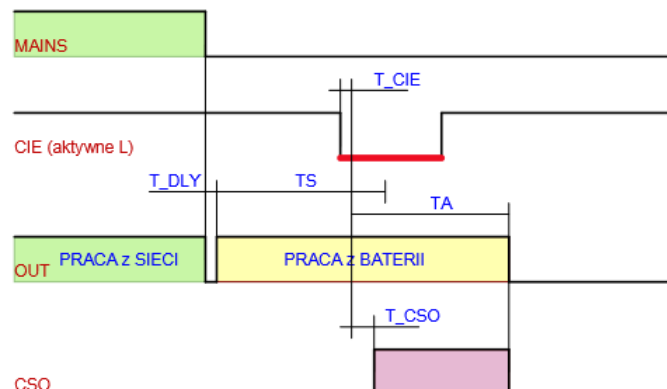 MAINS
T_CIE
CIE (aktywne L)
T_DLY TS
TA
PRACA z SIECI PRACA z BATERII
OUT
T_CSO
CSO